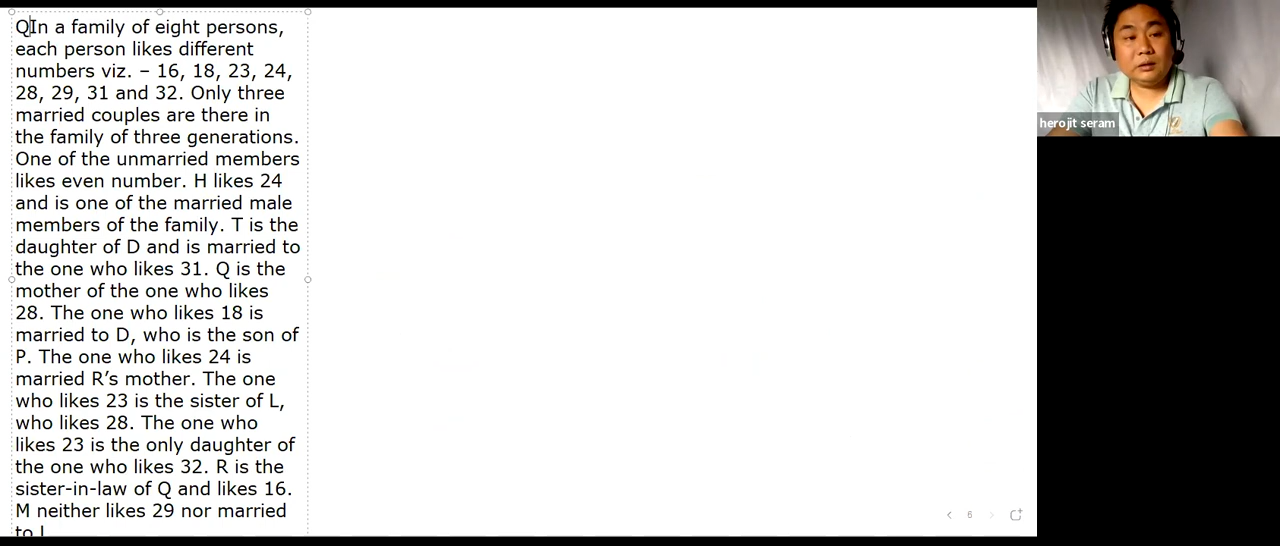 QIn a family of eight persons,
each person likes different
numbers viz. – 16, 18, 23, 24,
28, 29, 31 and 32. Only three
married couples are there in
the family of three generations.
One of the unmarried members
likes even number. H likes 24
and is one of the married male
members of the family. T is the
daughter of D and is married to
the one who likes 31. Q is the
mother of the one who likes
28. The one who likes 18 is
married to D, who is the son of
P. The one who likes 24 is
married R’s mother. The one
who likes 23 is the sister of L,
who likes 28. The one who
likes 23 is the only daughter of
the one who likes 32. R is the
sister-in-law of Q and likes 16.
M neither likes 29 nor married
to
herojit seram
6